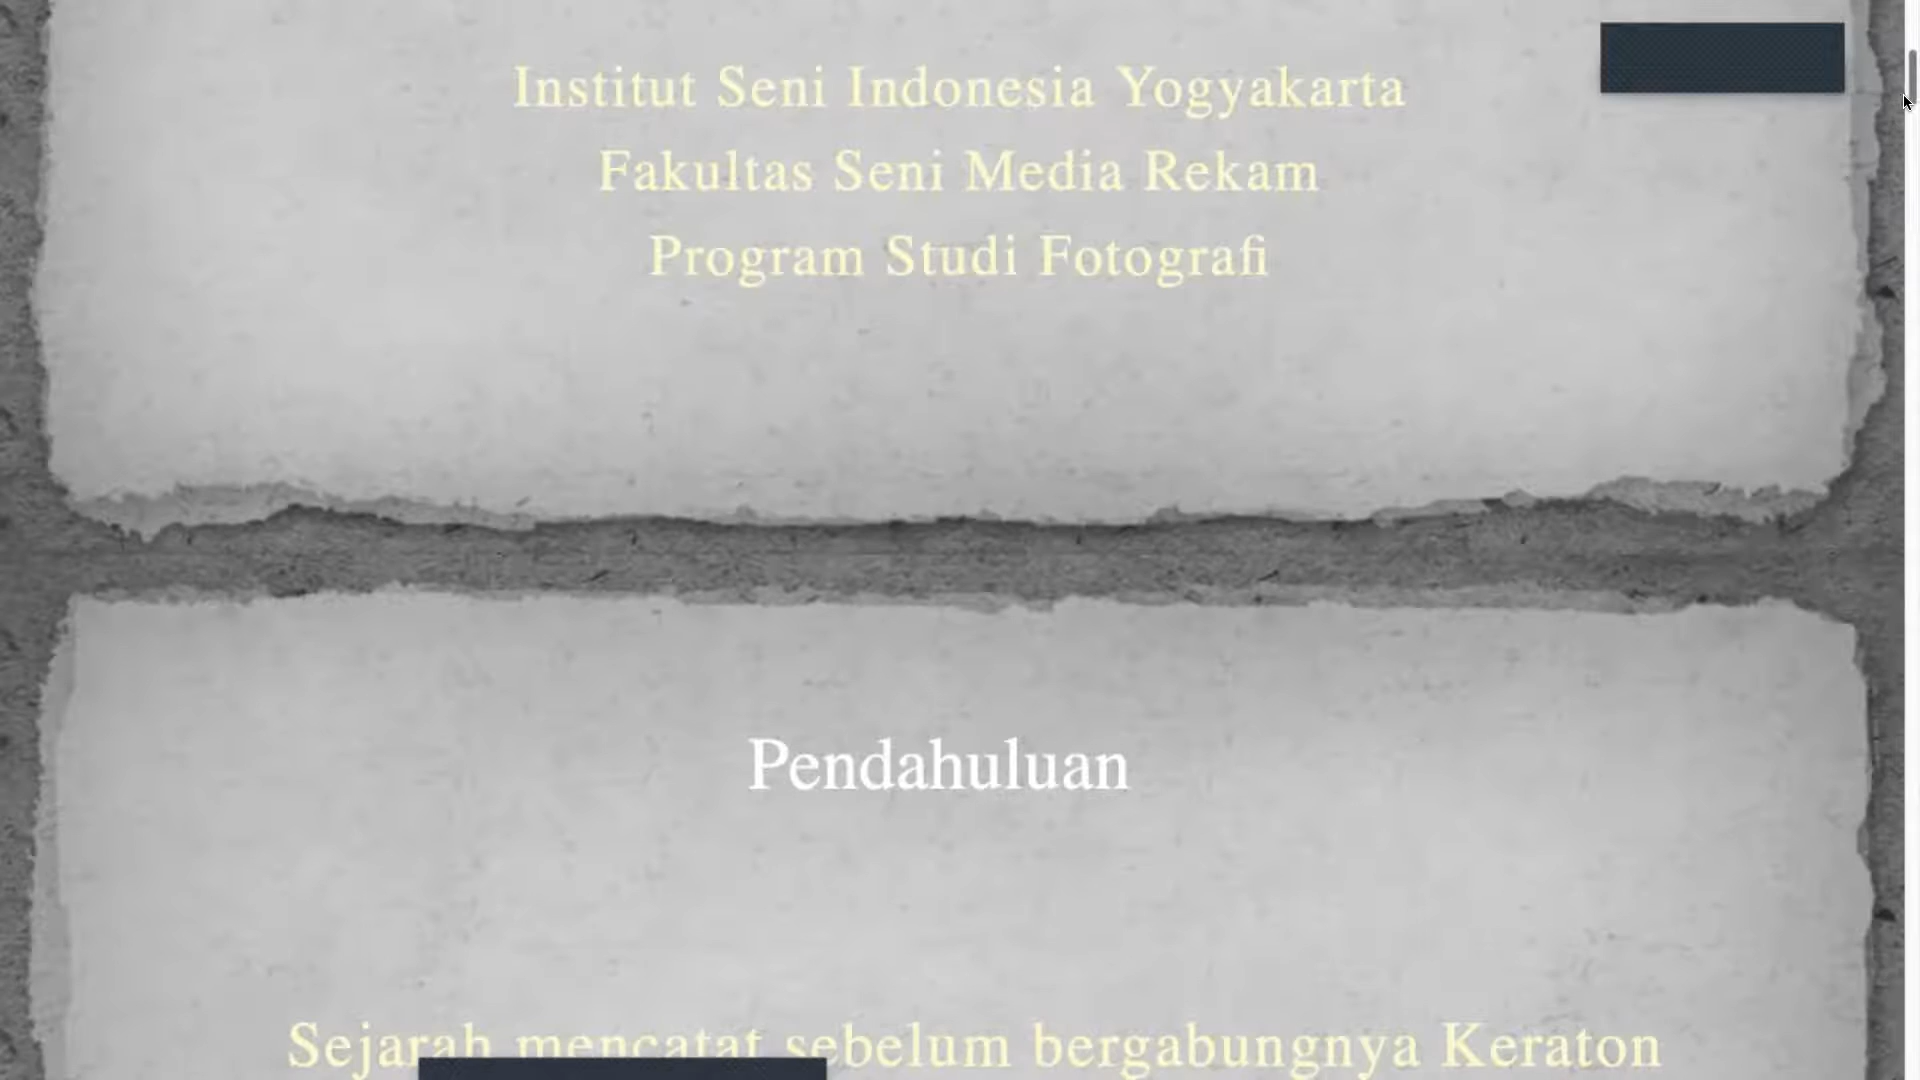 Institut Seni Indonesia Yogyakarta
Fakultas Seni Media Rekam
Program Studi Fotografi
Pendahuluan
Sejarah mencatat sebelum bergabungnya Keraton